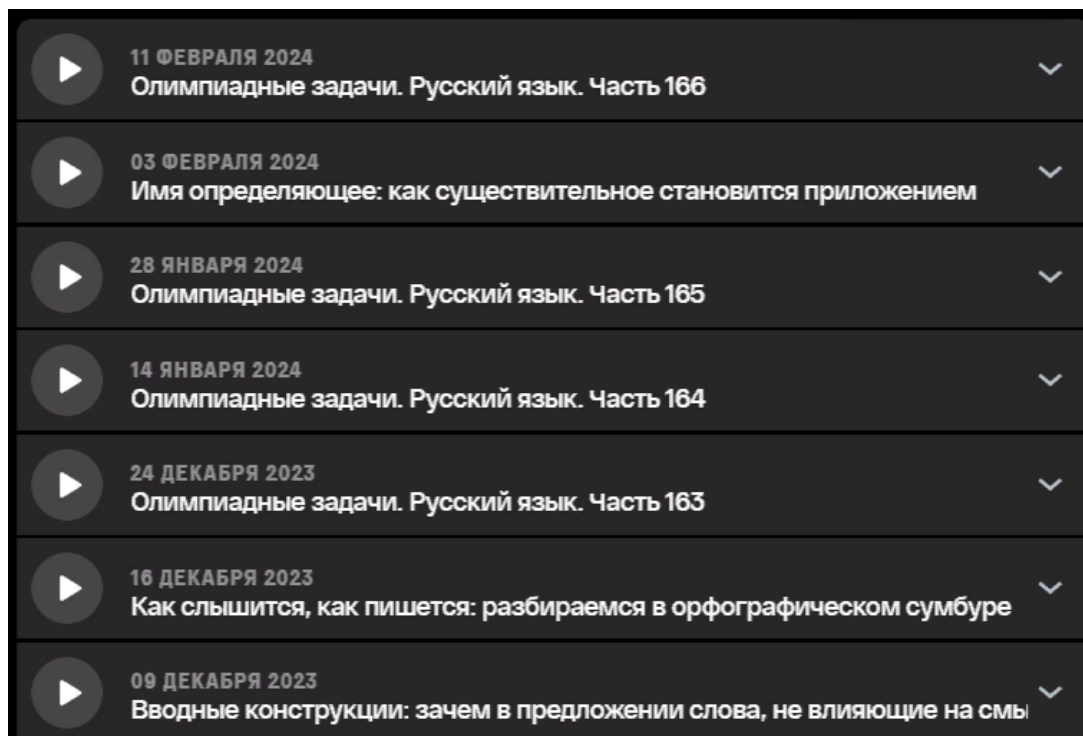 11 ФЕВРАЛЯ 2024
Олимпиадные задачи. Русский язык. Часть 166
03 ФЕВРАЛЯ 2024
Имя определяющее: как существительное становится приложением
28 ЯНВАРЯ 2024
Олимпиадные задачи. Русский язык. Часть 165
14 ЯНВАРЯ 2024
Олимпиадные задачи. Русский язык. Часть 164
24 ДЕКАБРЯ 2023
Олимпиадные задачи. Русский язык. Часть 163
16 ДЕКАБРЯ 2023
Как слышится, как пишется: разбираемся в орфографическом сумбуре
09 ДЕКАБРЯ 2023
Вводные конструкции: зачем в предложении слова, не влияющие на